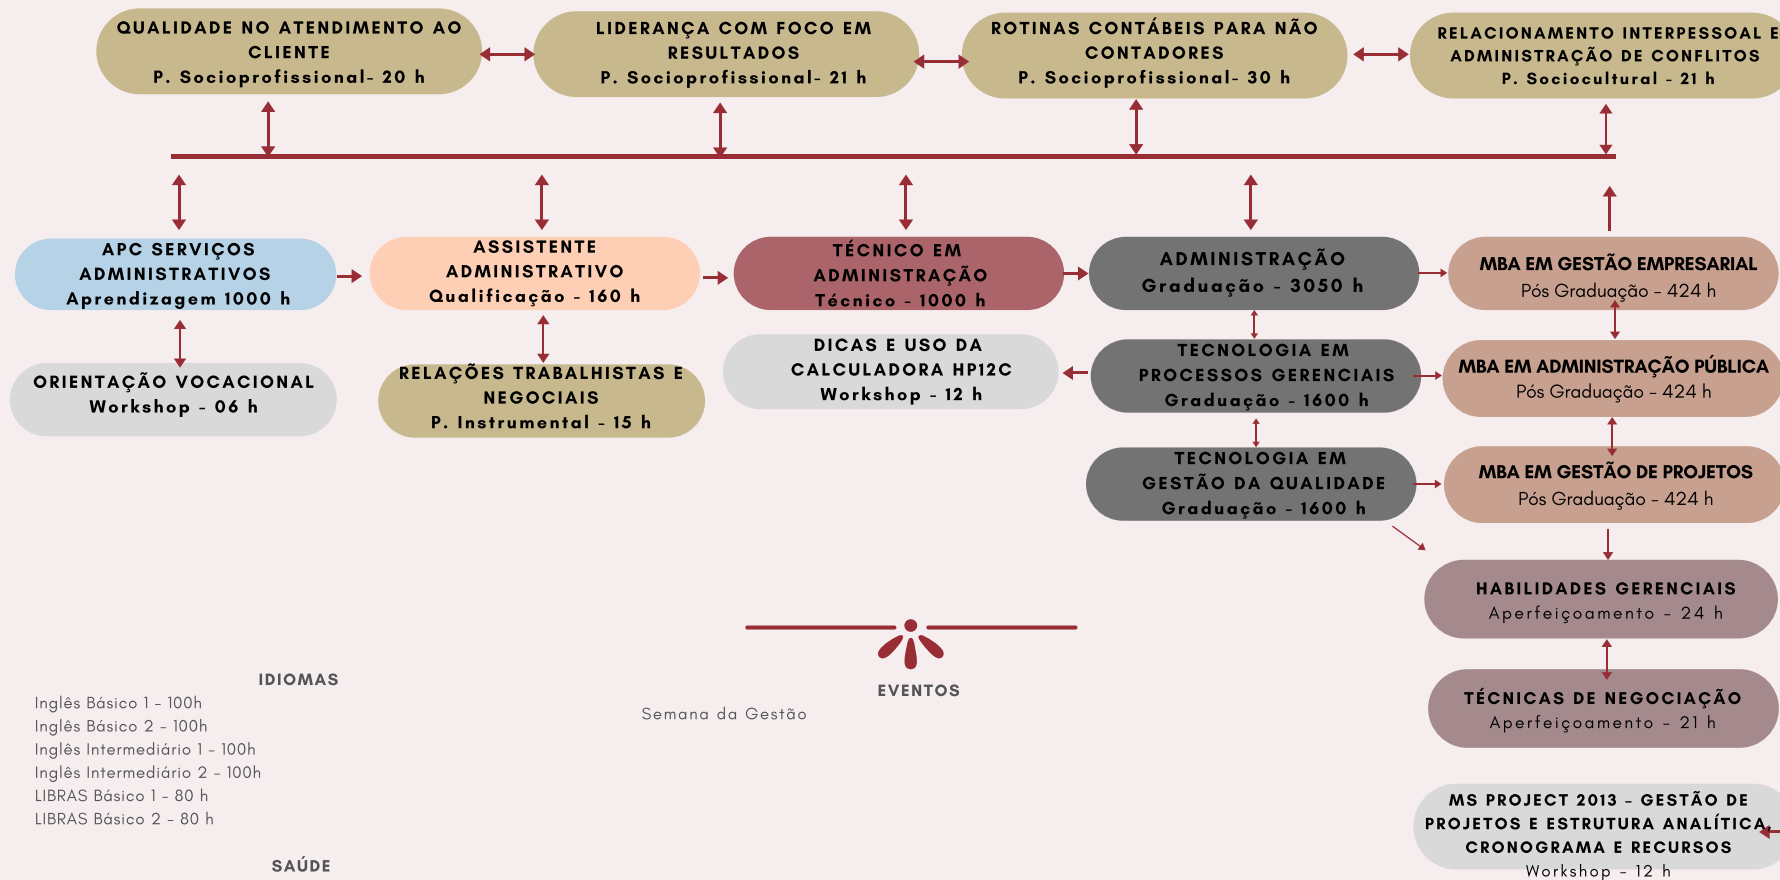 QUALIDADE NO ATENDIMENTO AO
CLIENTE
P. Socioprofissional- 20 h
LIDERANÇA COM FOCO EM
RESULTADOS
P. Socioprofissional- 21 h
ROTINAS CONTÁBEIS PARA NÃO
CONTADORES
P. Socioprofissional- 30 h
RELACIONAMENTO INTERPESSOAL E
ADMINISTRAÇÃO DE CONFLITOS
P. Sociocultural - 21 h
APC SERVIÇOS
ADMINISTRATIVOS
Aprendizagem 1000 h
ASSISTENTE
ADMINISTRATIVO
Qualificação - 160 h
TÉCNICO EM
ADMINISTRAÇÃO
Técnico - 1000 h
ADMINISTRAÇÃO
Graduação - 3050 h
MBA EM GESTÃO EMPRESARIAL
Pós Graduação - 424 h
ORIENTAÇÃO VOCACIONAL
Workshop - 06 h
RELAÇÕES TRABALHISTAS E
NEGOCIAIS
P. Instrumental - 15 h
DICAS E USO DA
CALCULADORA HP12C
Workshop - 12 h
TECNOLOGIA EM
PROCESSOS GERENCIAIS
Graduação - 1600 h
MBA EM ADMINISTRAÇÃO PÚBLICA
Pós Graduação - 424 h
TECNOLOGIA EM
GESTÃO DA QUALIDADE
Graduação - 1600 h
MBA EM GESTÃO DE PROJETOS
Pós Graduação - 424 h
HABILIDADES GERENCIAIS
Aperfeiçoamento - 24 h
TÉCNICAS DE NEGOCIAÇÃO
Aperfeiçoamento - 21 h
MS PROJECT 2013 - GESTÃO DE
PROJETOS E ESTRUTURA ANALÍTICA,
CRONOGRAMA E RECURSOS
Workshop - 12 h
EVENTOS
Semana da Gestão
IDIOMAS
Inglês Básico 1 - 100h
Inglês Básico 2 - 100h
Inglês Intermediário 1 - 100h
Inglês Intermediário 2 - 100h
LIBRAS Básico 1 - 80 h
LIBRAS Básico 2 - 80 h
SAÚDE